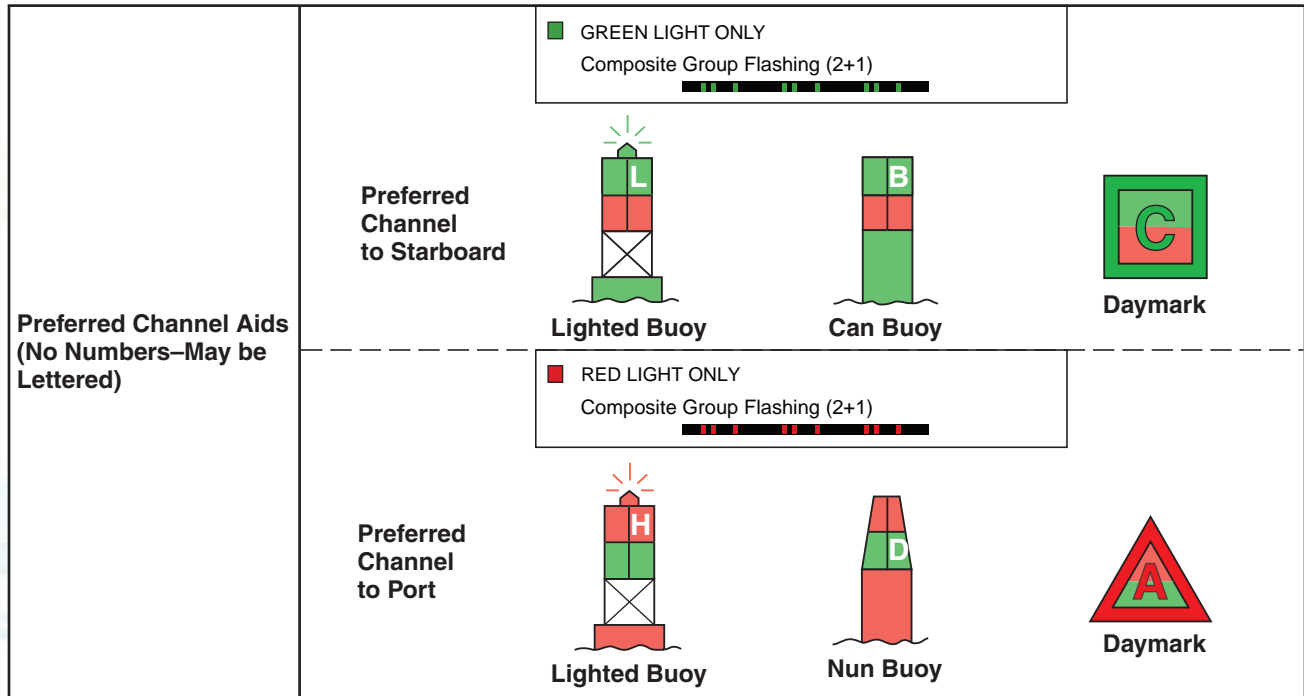 Preferred Channel Aids
(No Numbers–May be
Lettered)
GREEN LIGHT ONLY
Composite Group Flashing (2+1)
Preferred
Channel
to Starboard
L
B
C
Lighted Buoy
Can Buoy
Daymark
RED LIGHT ONLY
Composite Group Flashing (2+1)
Preferred
Channel
to Port
H
D
A
Lighted Buoy
Nun Buoy
Daymark